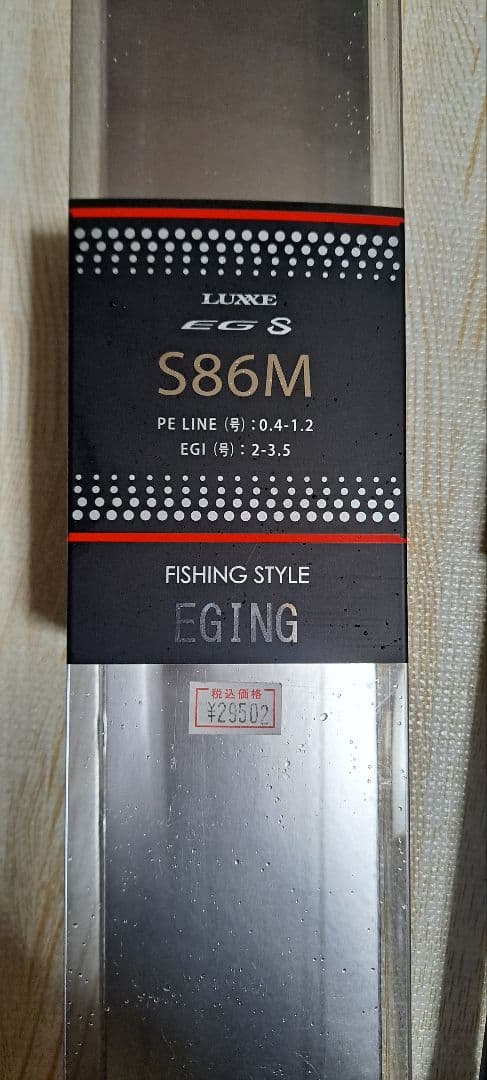 LUXXE
EG S
S86M
PE LINE (号) : 0.4-1.2
EGI (号) : 2-3.5
FISHING STYLE
EGING
税込価格
¥29502